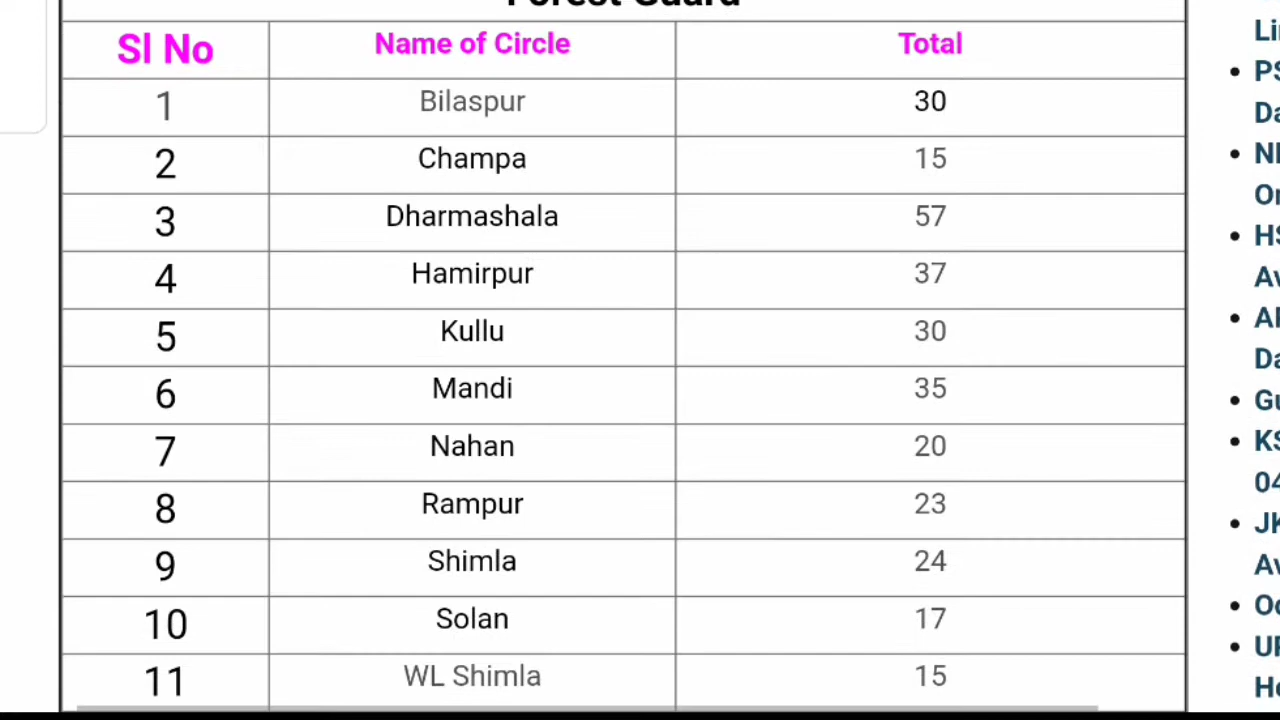 Forest Guard
Sl No Name of Circle Total
1 Bilaspur 30
2 Champa 15
3 Dharmashala 57
4 Hamirpur 37
5 Kullu 30
6 Mandi 35
7 Nahan 20
8 Rampur 23
9 Shimla 24
10 Solan 17
11 WL Shimla 15